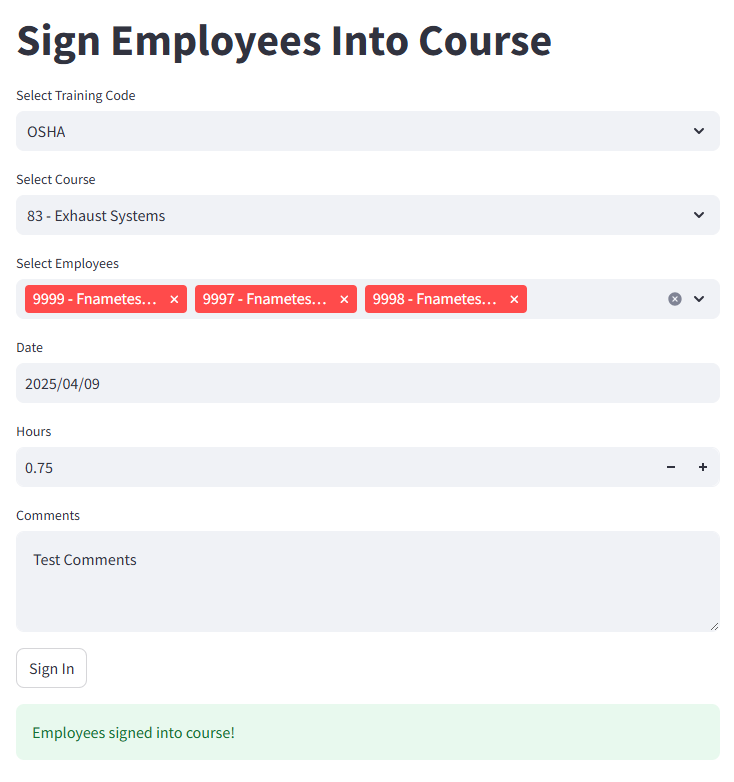 Sign Employees Into Course
Select Training Code
OSHA
Select Course
83 - Exhaust Systems
Select Employees
9999 - Fnametes... × 9997 - Fnametes... × 9998 - Fnametes... ×
Date
2025/04/09
Hours
0.75
Comments
Test Comments
Sign In
Employees signed into course!